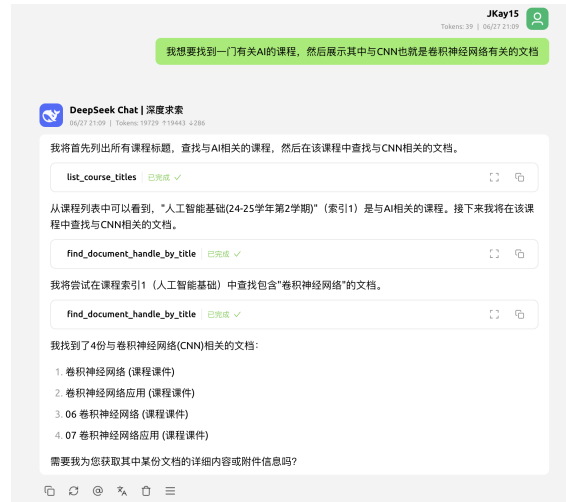 JKay15
Tokens: 39 | 06/27 21:09
我想要找到一门有关AI的课程，然后展示其中与CNN也就是卷积神经网络有关的文档
DeepSeek Chat | 深度求索
06/27 21:09 | Tokens: 19729 ↑19443 ↓286
我将首先列出所有课程标题，查找与AI相关的课程，然后在该课程中查找与CNN相关的文档。
list_course_titles 已完成 ✓
从课程列表中可以看到，"人工智能基础(24-25学年第2学期)"（索引1）是与AI相关的课程。接下来我将在该课
程中查找与CNN相关的文档。
find_document_handle_by_title 已完成 ✓
我将尝试在课程索引1（人工智能基础）中查找包含"卷积神经网络"的文档。
find_document_handle_by_title 已完成 ✓
我找到了4份与卷积神经网络(CNN)相关的文档：
1. 卷积神经网络 (课程课件)
2. 卷积神经网络应用 (课程课件)
3. 06 卷积神经网络 (课程课件)
4. 07 卷积神经网络应用 (课程课件)
需要我为您获取其中某份文档的详细内容或附件信息吗？